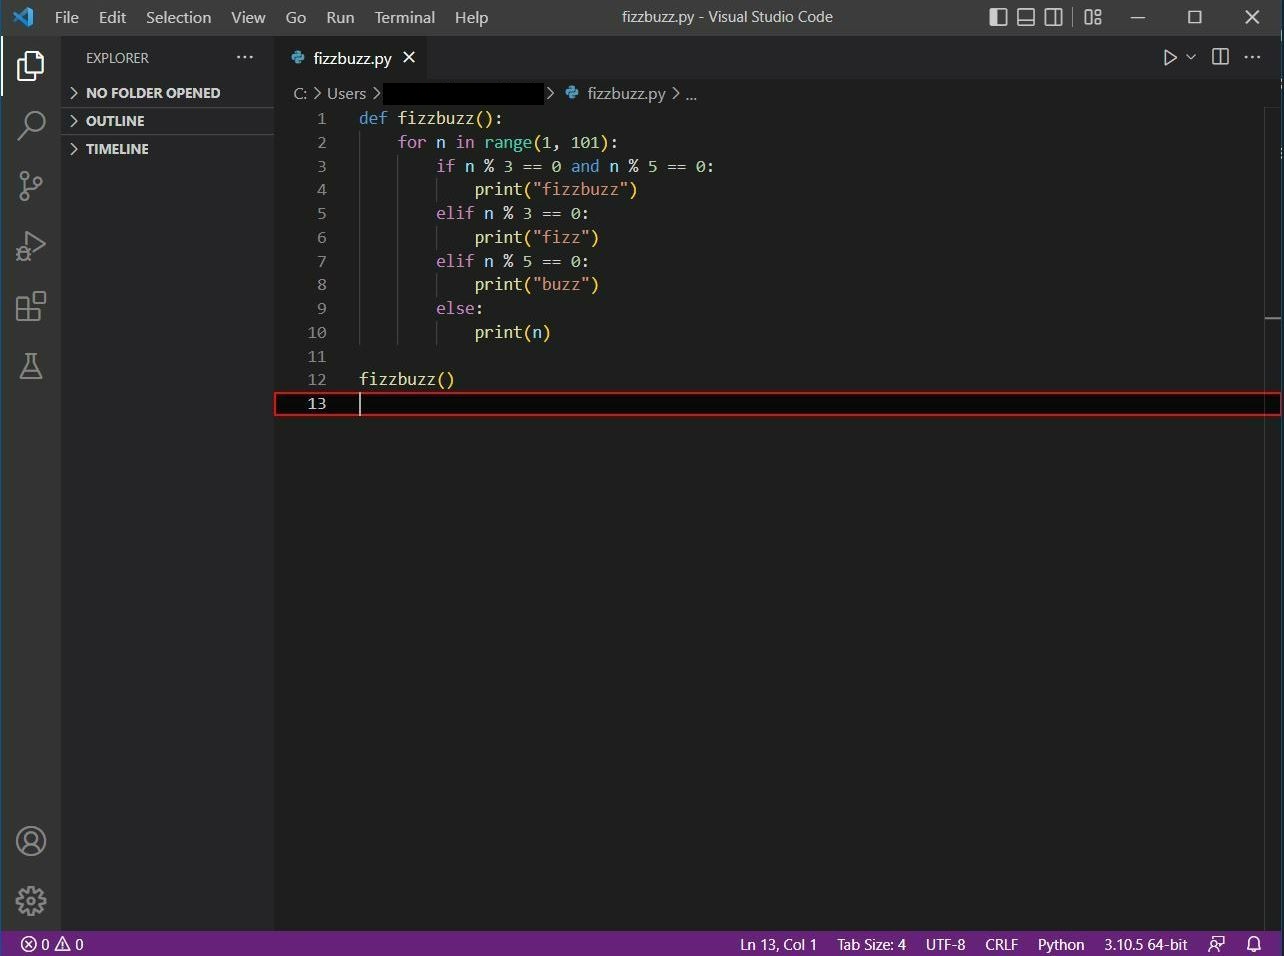 File Edit Selection View Go Run Terminal Help fizzbuzz.py - Visual Studio Code
EXPLORER ... fizzbuzz.py
NO FOLDER OPENED
OUTLINE
TIMELINE
C: > Users > > fizzbuzz.py > ...
1 def fizzbuzz():
2     for n in range(1, 101):
3         if n % 3 == 0 and n % 5 == 0:
4             print("fizzbuzz")
5         elif n % 3 == 0:
6             print("fizz")
7         elif n % 5 == 0:
8             print("buzz")
9         else:
10             print(n)
11
12 fizzbuzz()
13
0 0 Ln 13, Col 1 Tab Size: 4 UTF-8 CRLF Python 3.10.5 64-bit